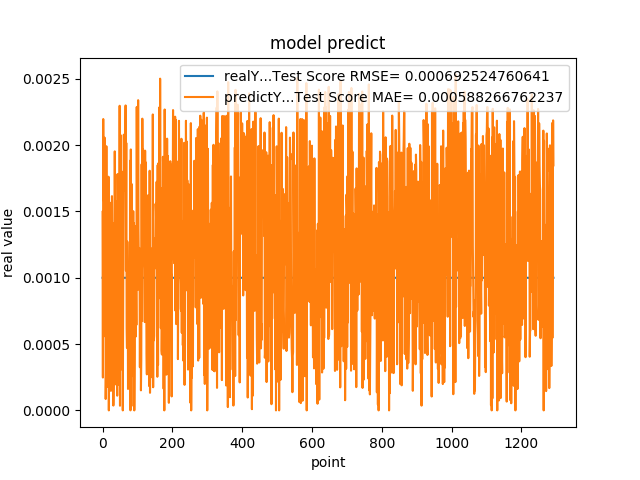 model predict
realY...Test Score RMSE= 0.000692524760641
predictY...Test Score MAE= 0.000588266762237
0.0025
0.0020
0.0015
0.0010
0.0005
0.0000
real value
0 200 400 600 800 1000 1200
point